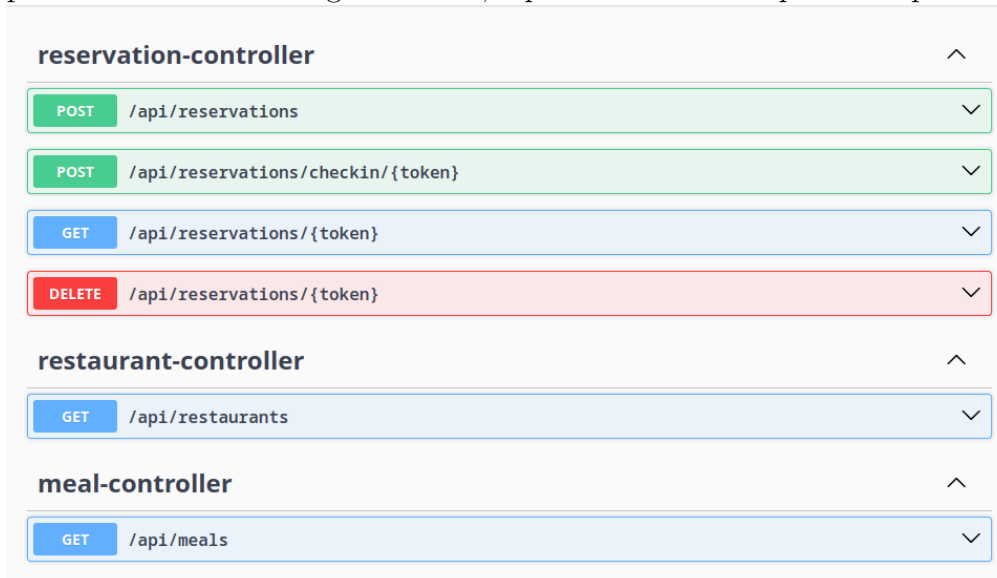 reservation-controller
POST /api/reservations
POST /api/reservations/checkin/{token}
GET /api/reservations/{token}
DELETE /api/reservations/{token}
restaurant-controller
GET /api/restaurants
meal-controller
GET /api/meals